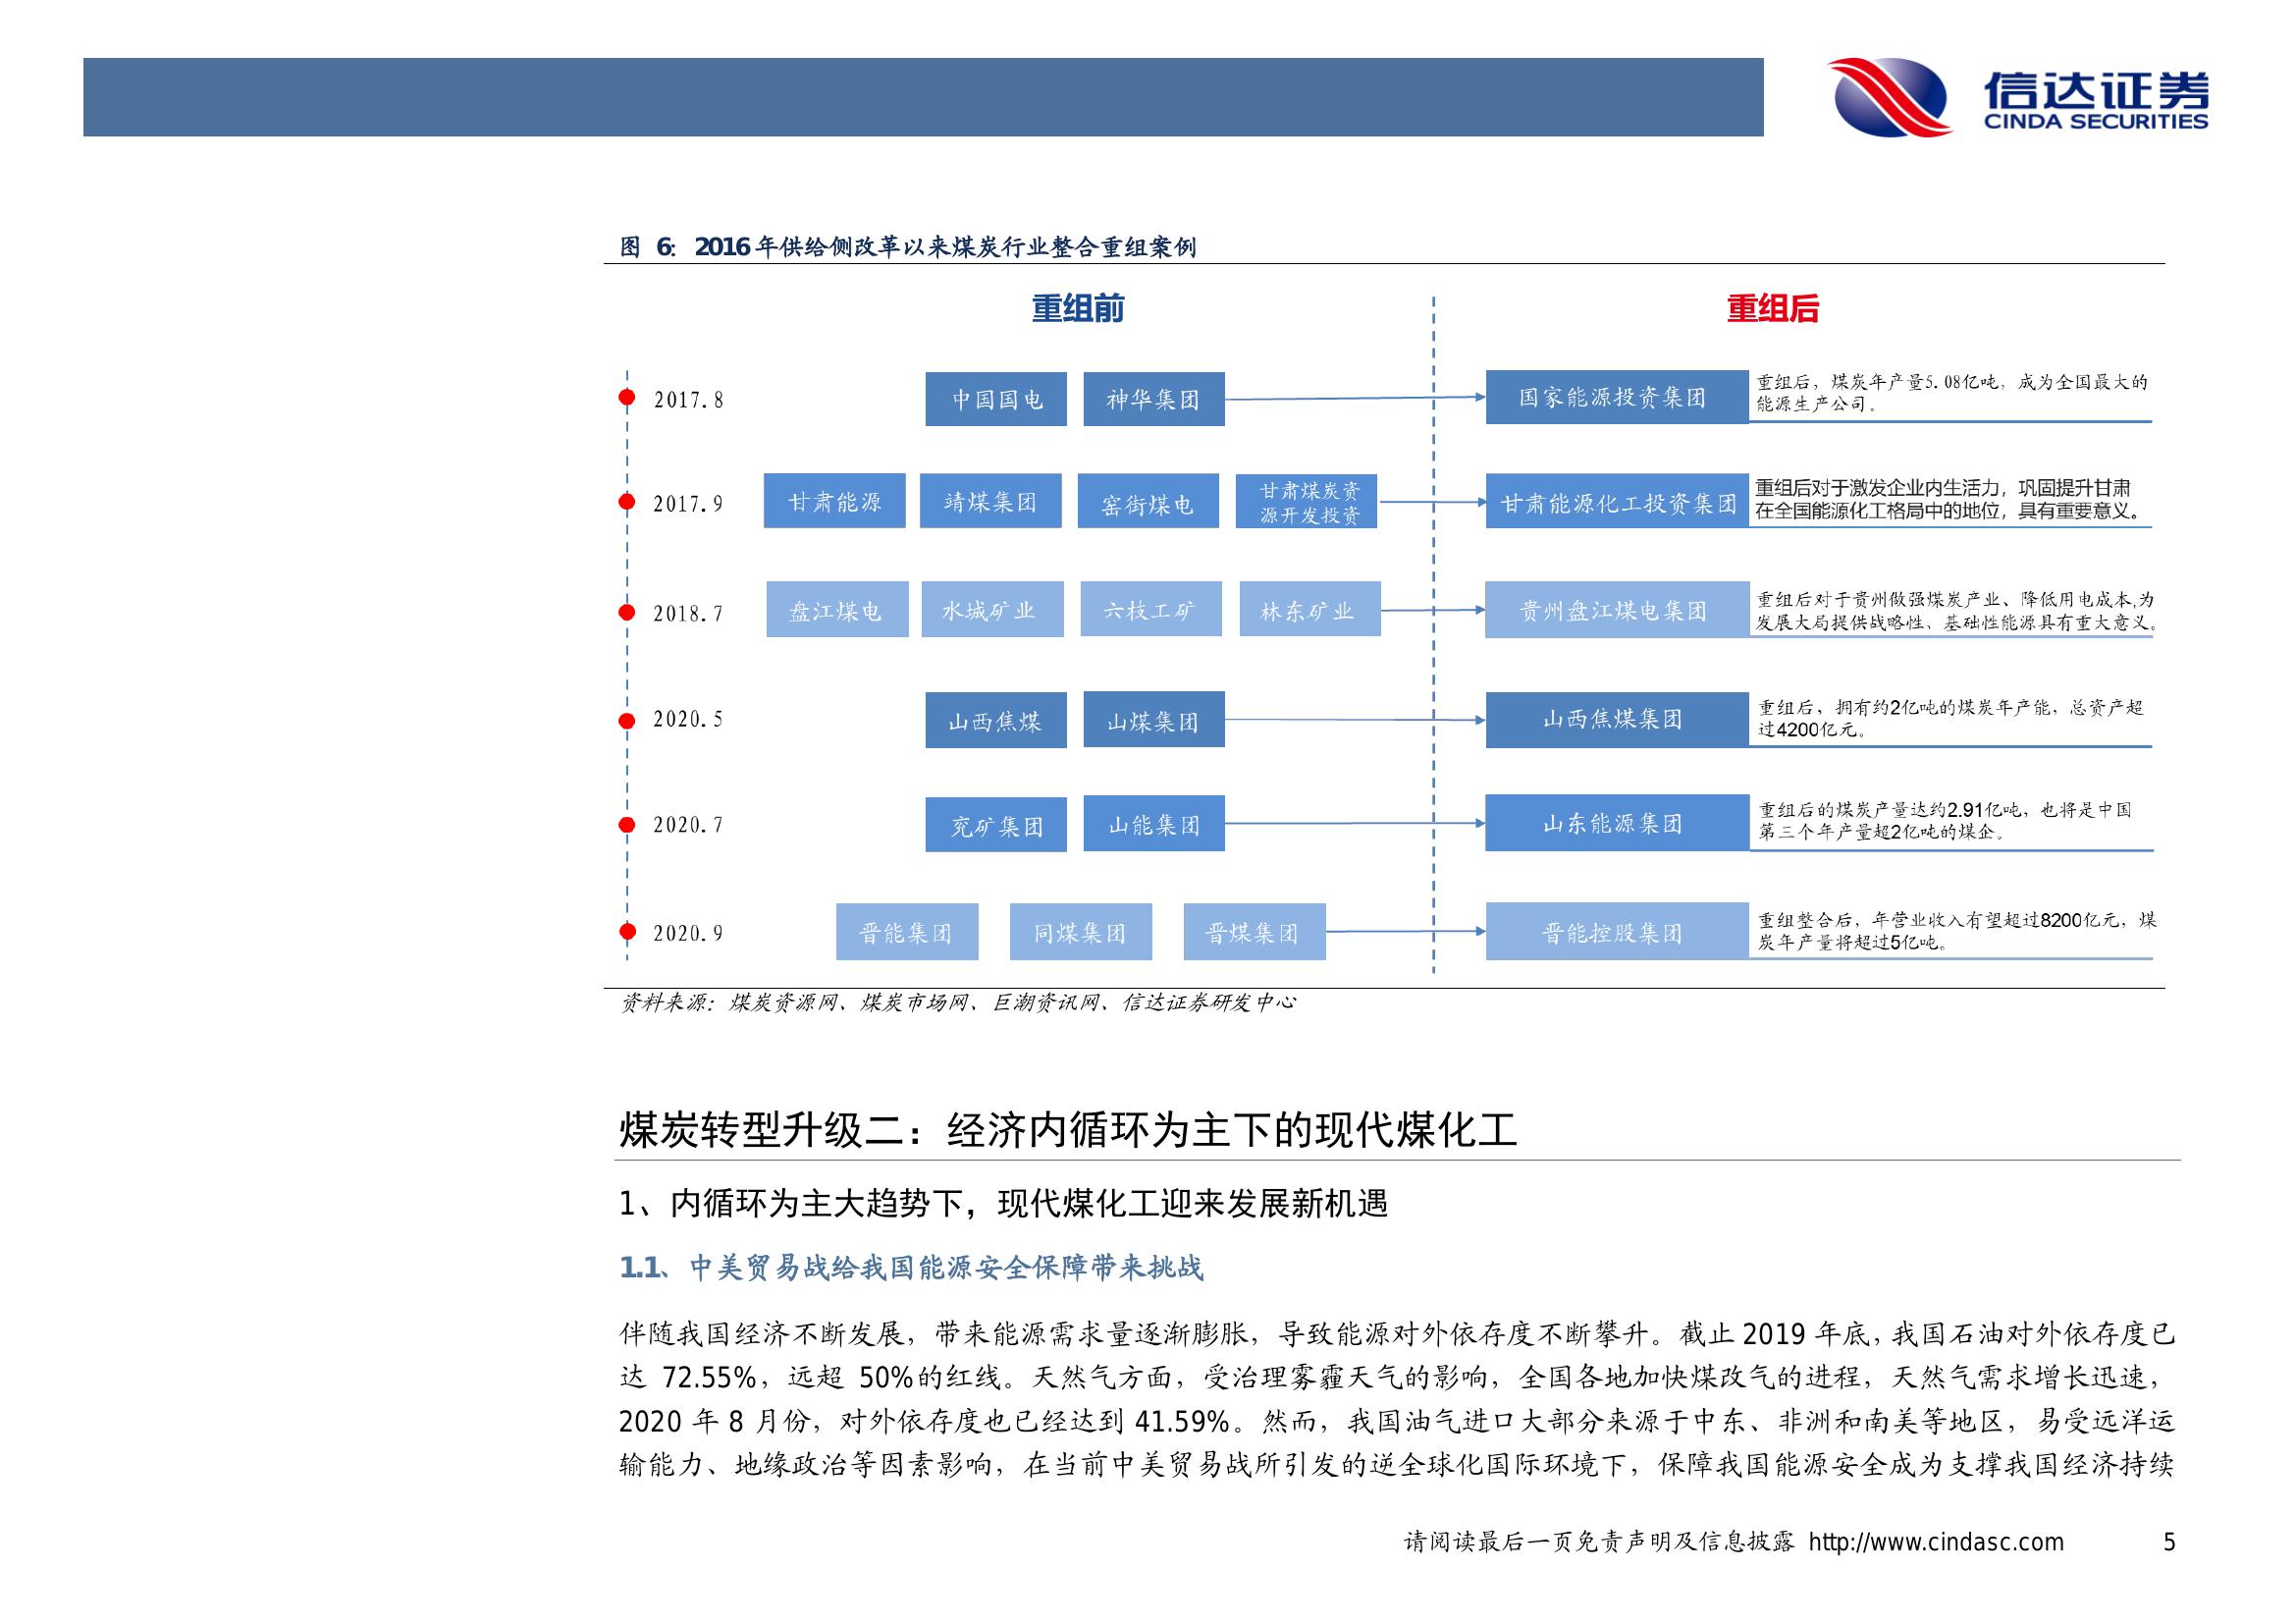 信达证券
CINDA SECURITIES
图 6: 2016 年供给侧改革以来煤炭行业整合重组案例
重组前
重组后
2017.8
中国国电
神华集团
国家能源投资集团
重组后，煤炭年产量5.08亿吨，成为全国最大的
能源生产公司。
2017.9
甘肃能源
靖煤集团
窑街煤电
甘肃煤炭资
源开发投资
甘肃能源化工投资集团
重组后对于激发企业内生活力，巩固提升甘肃
在全国能源化工格局中的地位，具有重要意义。
2018.7
盘江煤电
水城矿业
六枝工矿
林东矿业
贵州盘江煤电集团
重组后对于贵州做强煤炭产业、降低用电成本,为
发展大局提供战略性、基础性能源具有重大意义。
2020.5
山西焦煤
山煤集团
山西焦煤集团
重组后，拥有约2亿吨的煤炭年产能，总资产超
过4200亿元。
2020.7
兖矿集团
山能集团
山东能源集团
重组后的煤炭产量达约2.91亿吨，也将是中国
第三个年产量超2亿吨的煤企。
2020.9
晋能集团
同煤集团
晋煤集团
晋能控股集团
重组整合后，年营业收入有望超过8200亿元，煤
炭年产量将超过5亿吨。
资料来源：煤炭资源网、煤炭市场网、巨潮资讯网、信达证券研发中心
煤炭转型升级二：经济内循环为主下的现代煤化工
1、内循环为主大趋势下，现代煤化工迎来发展新机遇
1.1、中美贸易战给我国能源安全保障带来挑战
伴随我国经济不断发展，带来能源需求量逐渐膨胀，导致能源对外依存度不断攀升。截止 2019 年底，我国石油对外依存度已
达 72.55%，远超 50%的红线。天然气方面，受治理雾霾天气的影响，全国各地加快煤改气的进程，天然气需求增长迅速，
2020 年 8 月份，对外依存度也已经达到 41.59%。然而，我国油气进口大部分来源于中东、非洲和南美等地区，易受远洋运
输能力、地缘政治等因素影响，在当前中美贸易战所引发的逆全球化国际环境下，保障我国能源安全成为支撑我国经济持续
请阅读最后一页免责声明及信息披露 http://www.cindasc.com 5